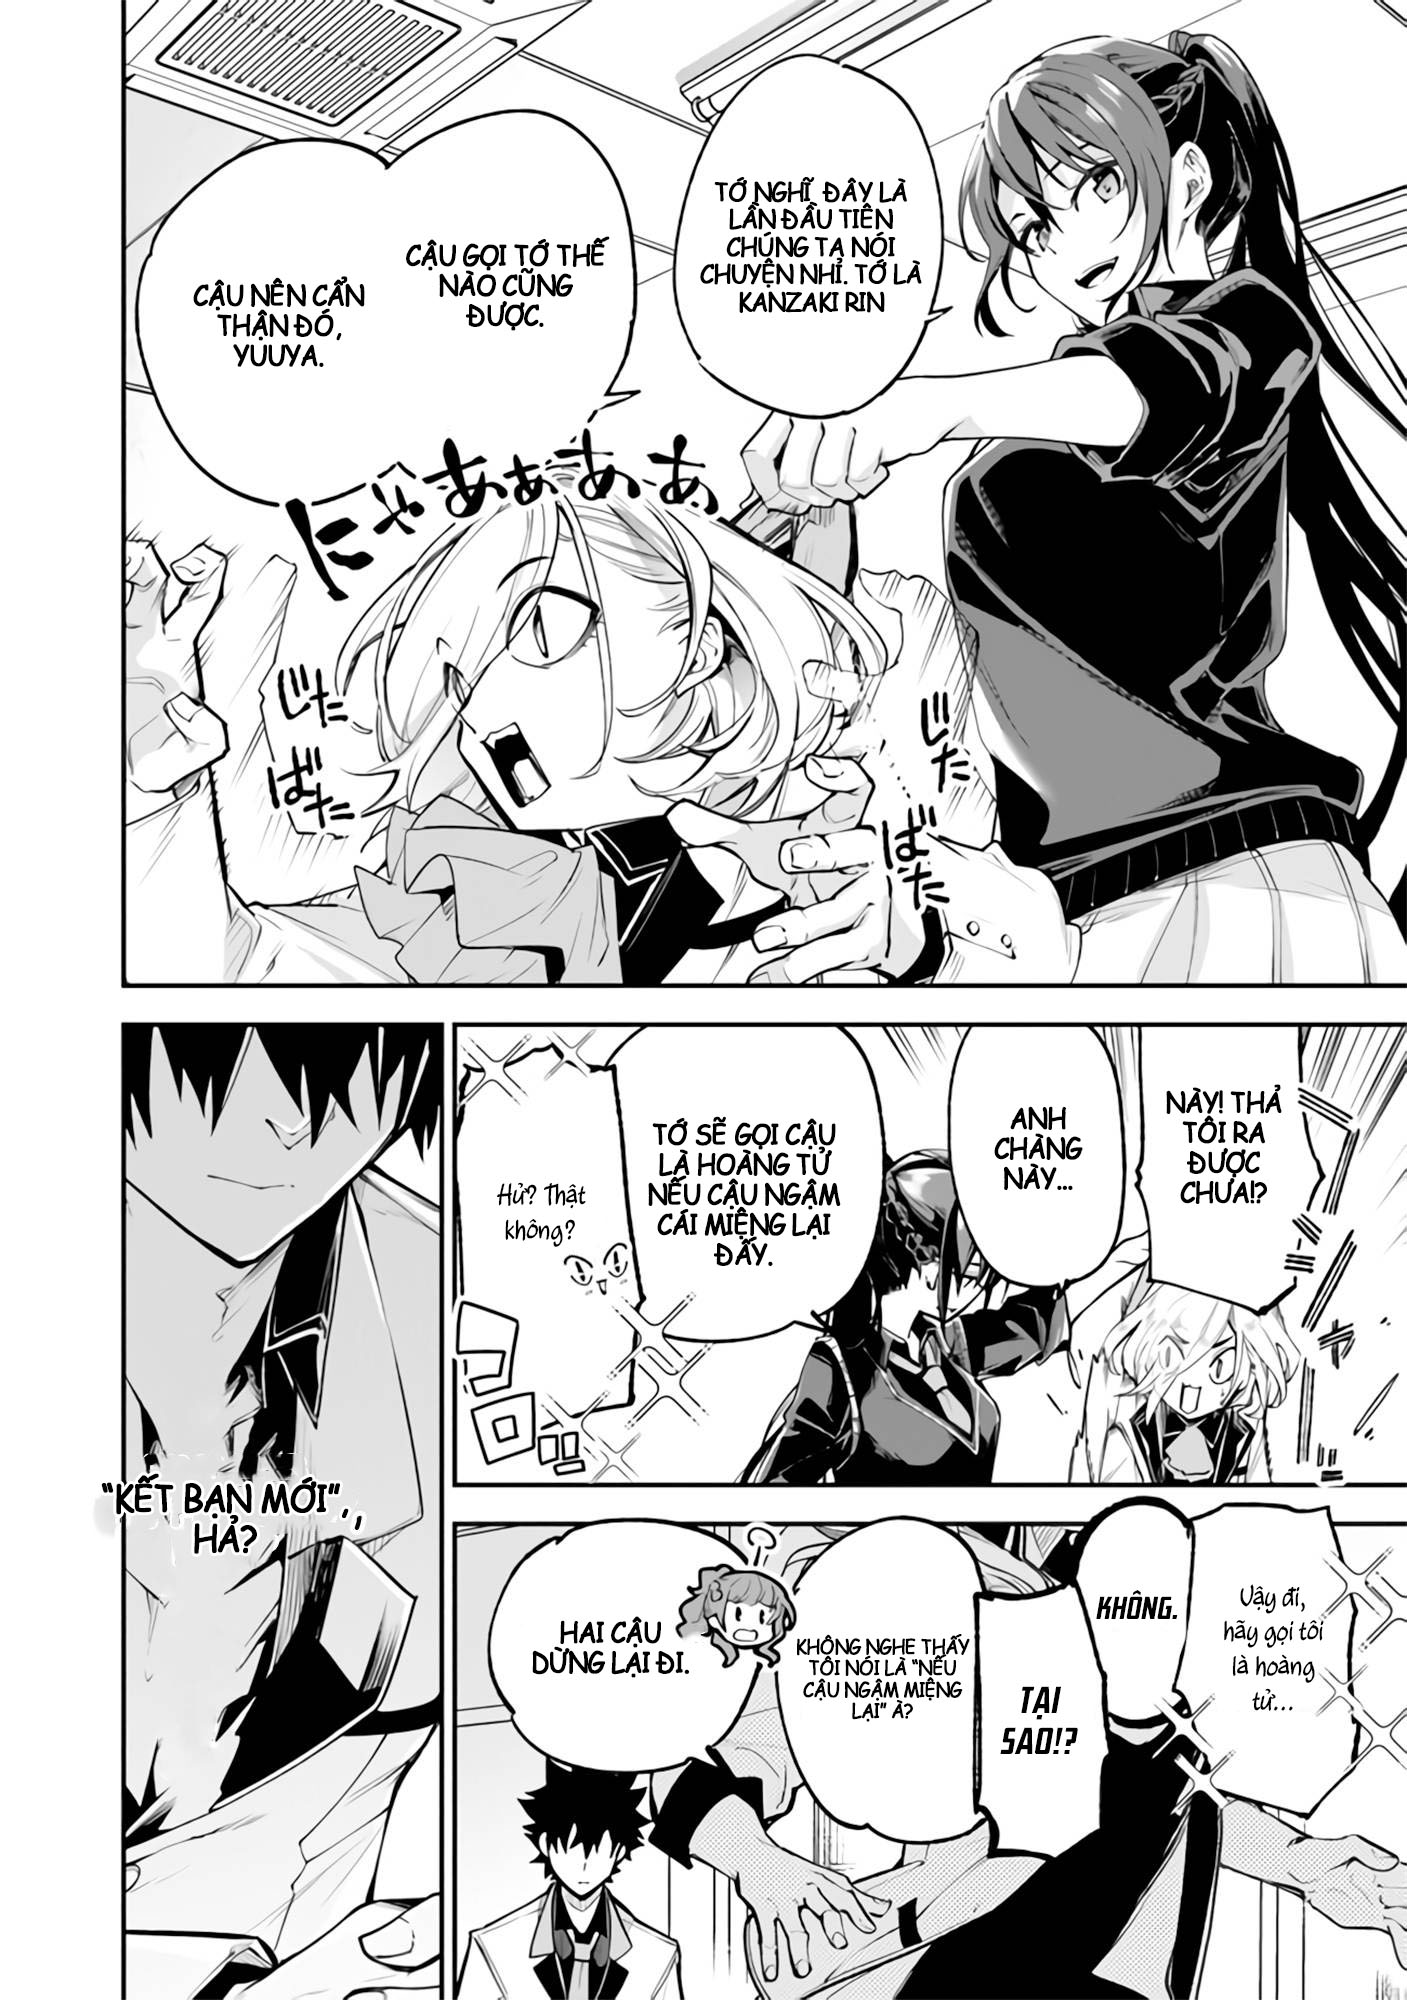 TỚ NGHĨ ĐÂY LÀ
LẦN ĐẦU TIÊN
CHÚNG TA NÓI
CHUYỆN NHỈ. TỚ LÀ
KANZAKI RIN
CẬU GỌI TỚ THẾ
NÀO CŨNG
ĐƯỢC.
CẬU NÊN CẨN
THẬN ĐÓ,
YUUYA.
にゃぁぁぁぁ
じた
ばた
じた
ばた
NÀY! THẢ
TÔI RA
ĐƯỢC
CHƯA!?
ANH
CHÀNG
NÀY...
TỚ SẼ GỌI CẬU
LÀ HOÀNG TỬ
NẾU CẬU NGẬM
CÁI MIỆNG LẠI
ĐẤY.
Hử? Thật
không?
Vậy đi,
hãy gọi tôi
là hoàng
tử...
KHÔNG.
TẠI
SAO!?
KHÔNG NGHE THẤY
TÔI NÓI LÀ “NẾU
CẬU NGẬM MIỆNG
LẠI” À?
HAI CẬU
DỪNG LẠI ĐI.
“KẾT BẠN MỚI”,
HẢ?